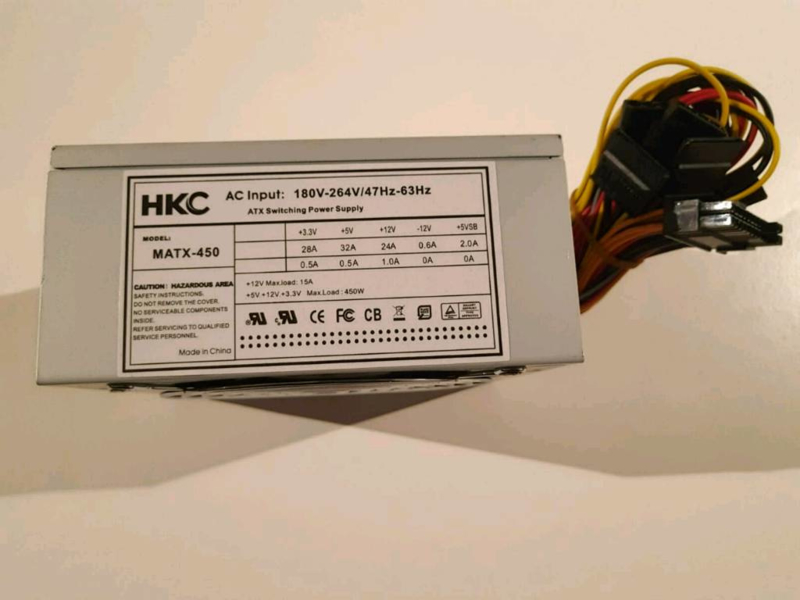 HKC
AC Input: 180V-264V/47Hz-63Hz
ATX Switching Power Supply
MODEL:
MATX-450
+3.3V +5V +12V -12V +5VSB
28A 32A 24A 0.6A 2.0A
0.5A 0.5A 1.0A 0A 0A
+12V Max.load: 15A
+5V +12V +3.3V Max.Load: 450W
CAUTION: HAZARDOUS AREA
SAFETY INSTRUCTIONS.
DO NOT REMOVE THE COVER,
NO SERVICEABLE COMPONENTS
INSIDE.
REFER SERVICING TO QUALIFIED
SERVICE PERSONNEL.
Made in China
CE FC CB